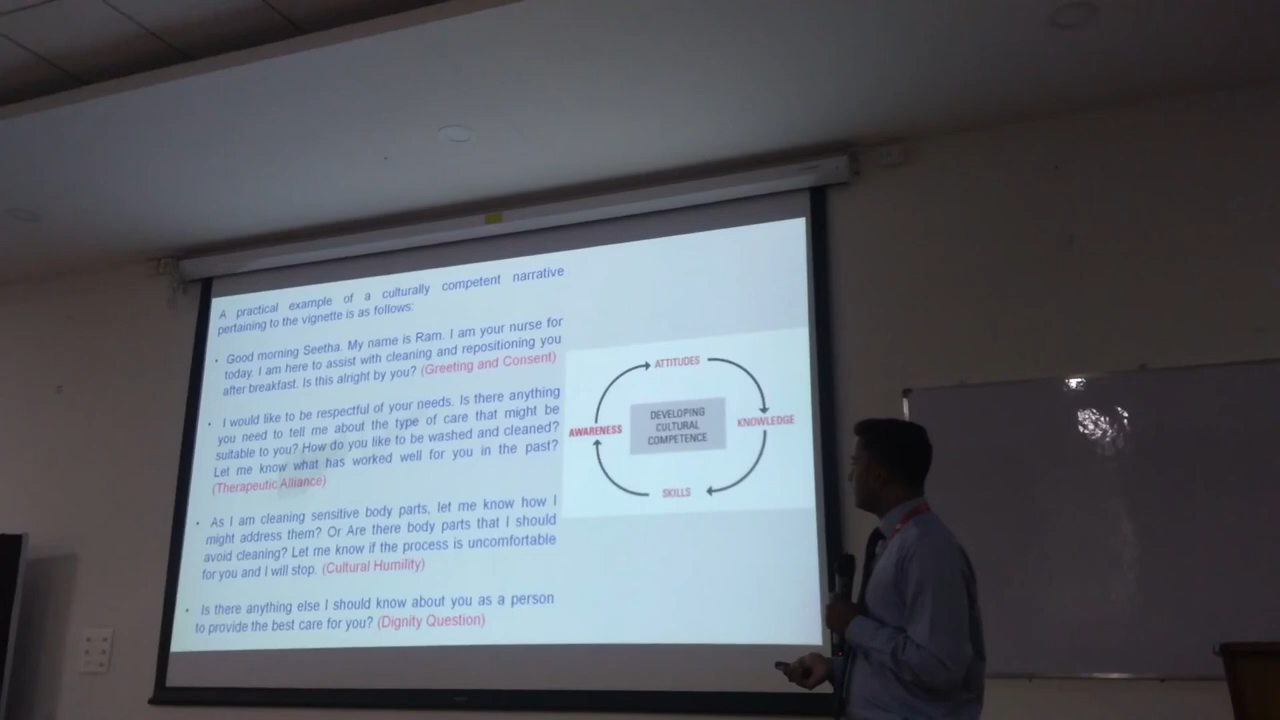 A practical example of a culturally competent narrative
pertaining to the vignette is as follows:
• Good morning Seetha. My name is Ram. I am your nurse for
today. I am here to assist with cleaning and repositioning you
after breakfast. Is this alright by you? (Greeting and Consent)
• I would like to be respectful of your needs. Is there anything
you need to tell me about the type of care that might be
suitable to you? How do you like to be washed and cleaned?
Let me know what has worked well for you in the past?
(Therapeutic Alliance)
• As I am cleaning sensitive body parts, let me know how I
might address them? Or Are there body parts that I should
avoid cleaning? Let me know if the process is uncomfortable
for you and I will stop. (Cultural Humility)
• Is there anything else I should know about you as a person
to provide the best care for you? (Dignity Question)
ATTITUDES
KNOWLEDGE
SKILLS
AWARENESS
DEVELOPING
CULTURAL
COMPETENCE